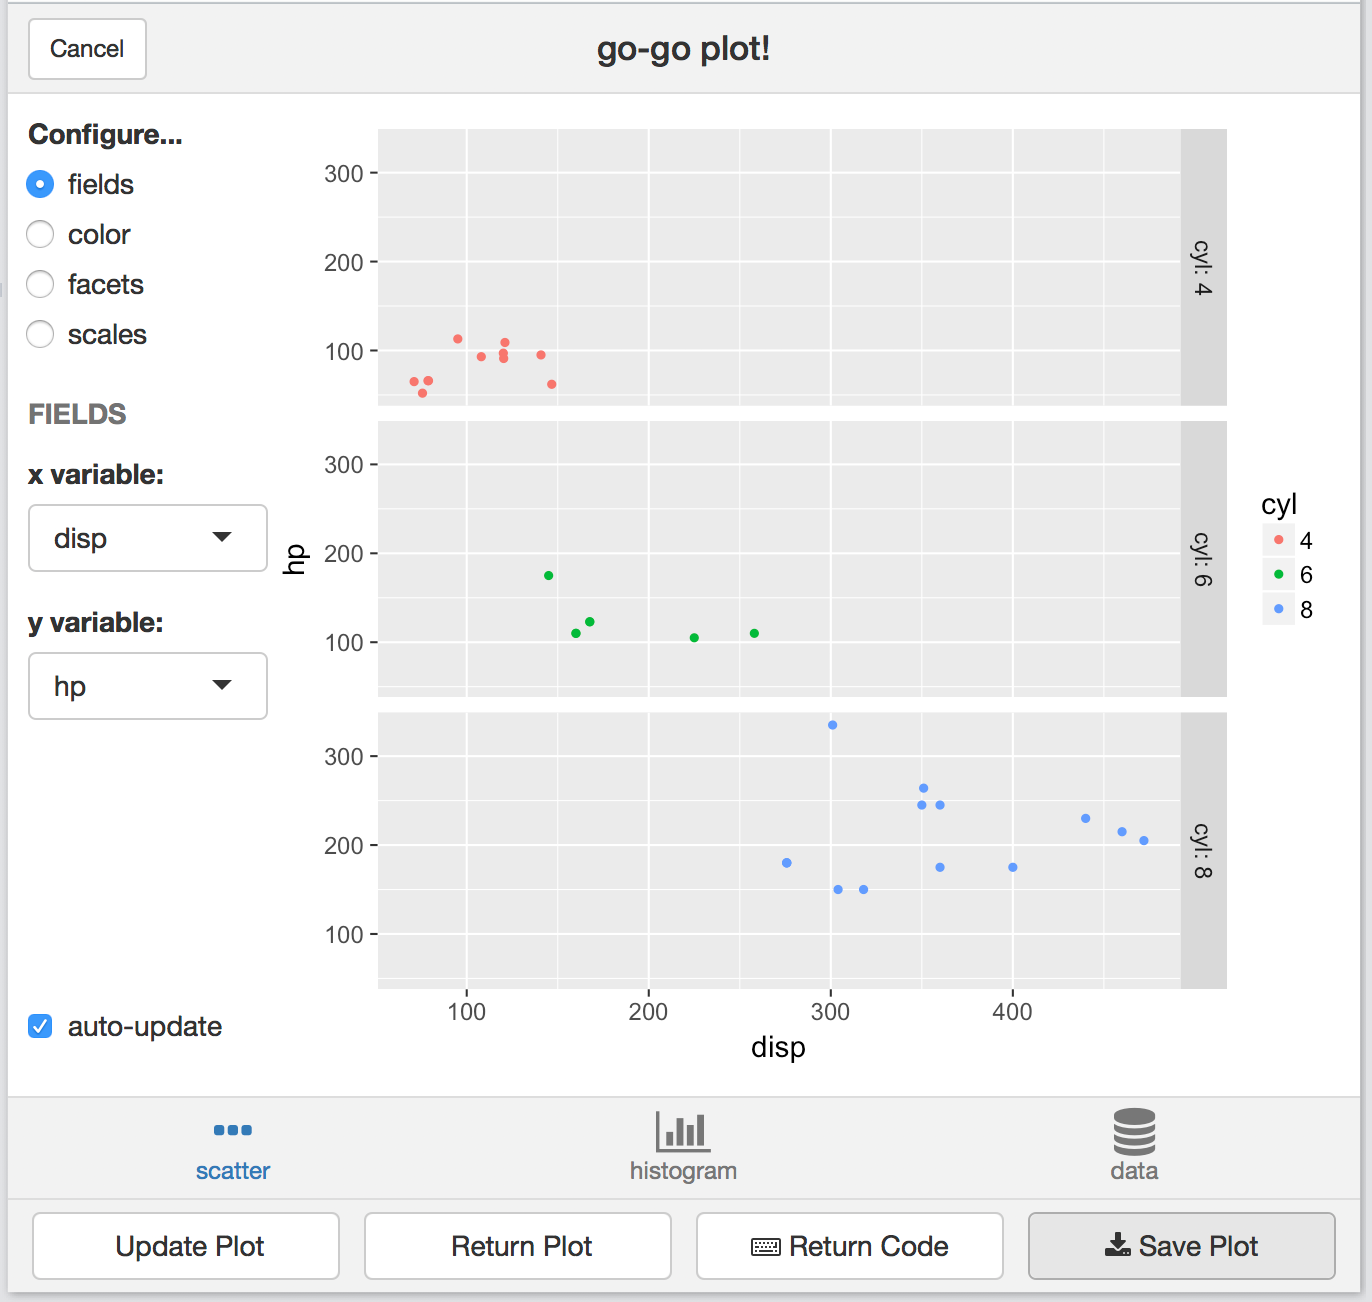 Cancel
go-go plot!
Configure...
fields
color
facets
scales
FIELDS
x variable:
disp
y variable:
hp
auto-update
300
200
100
cyl: 4
300
200
100
cyl: 6
hp
300
200
100
cyl: 8
100 200 300 400
disp
cyl
4
6
8
scatter
histogram
data
Update Plot
Return Plot
Return Code
Save Plot